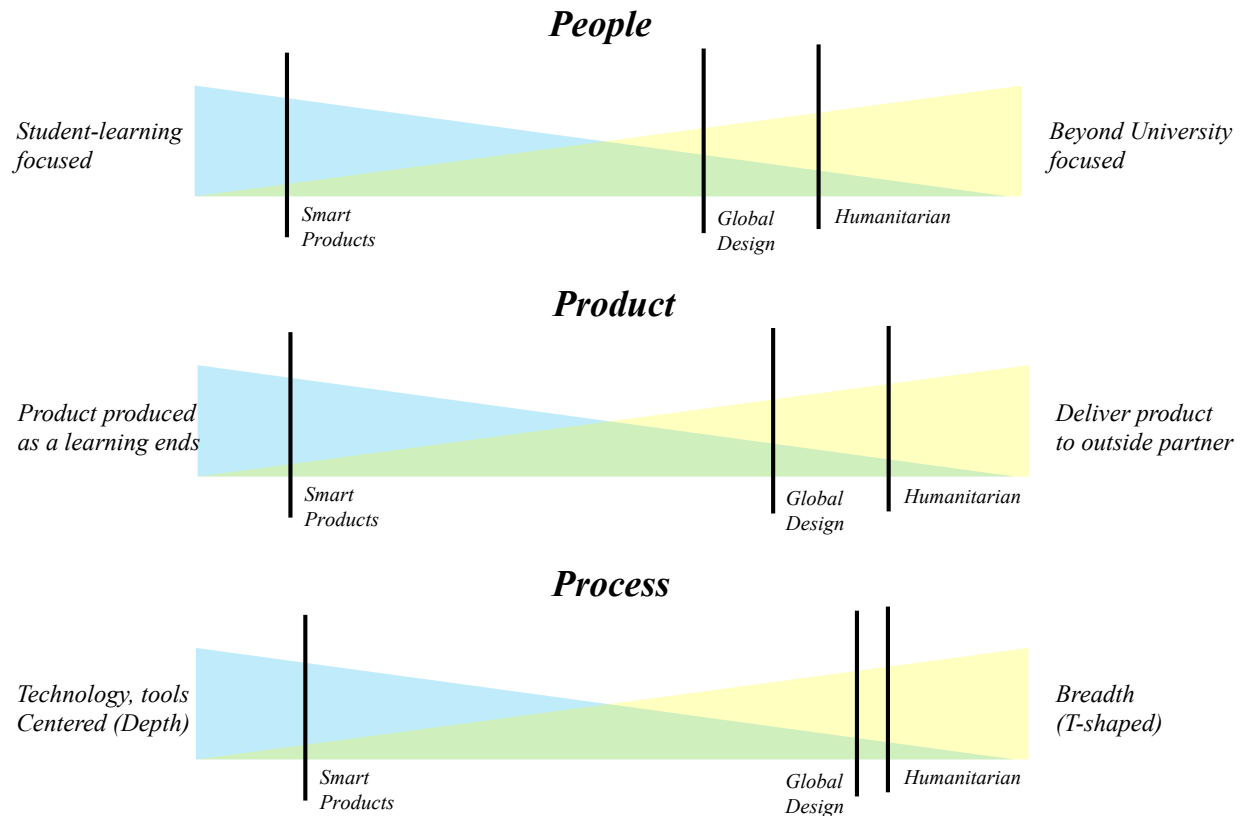 People
Student-learning
focused
Beyond University
focused
Smart
Products
Global
Design
Humanitarian
Product
Product produced
as a learning ends
Deliver product
to outside partner
Smart
Products
Global
Design
Humanitarian
Process
Technology, tools
Centered (Depth)
Breadth
(T-shaped)
Smart
Products
Global
Design
Humanitarian